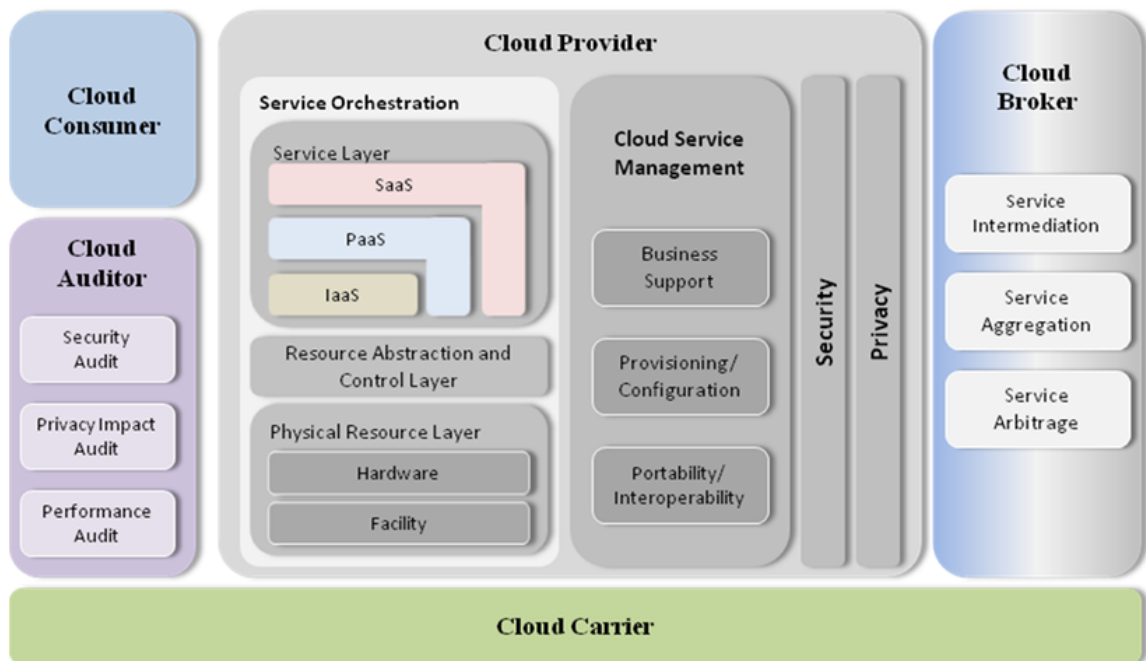 Cloud
Consumer
Cloud
Auditor
Security
Audit
Privacy Impact
Audit
Performance
Audit
Cloud Provider
Service Orchestration
Service Layer
SaaS
PaaS
IaaS
Resource Abstraction and
Control Layer
Physical Resource Layer
Hardware
Facility
Cloud Service
Management
Business
Support
Provisioning/
Configuration
Portability/
Interoperability
Security
Privacy
Cloud
Broker
Service
Intermediation
Service
Aggregation
Service
Arbitrage
Cloud Carrier